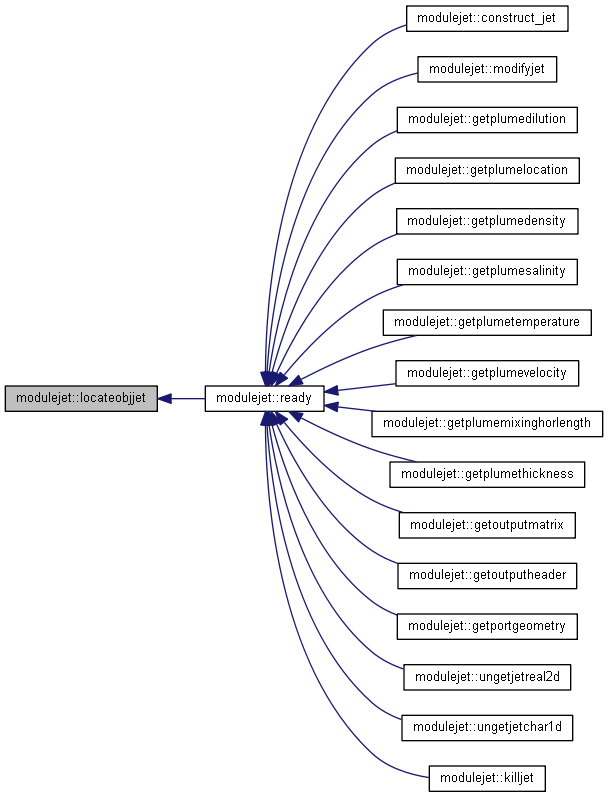 modulejet::construct_jet
modulejet::modifyjet
modulejet::getplumedilution
modulejet::getplumelocation
modulejet::getplumedensity
modulejet::getplumesalinity
modulejet::getplumetemperature
modulejet::getplumevelocity
modulejet::locateobjjet
modulejet::ready
modulejet::getplumemixinghorlength
modulejet::getplumethickness
modulejet::getoutputmatrix
modulejet::getoutputheader
modulejet::getportgeometry
modulejet::ungetjetreal2d
modulejet::ungetjetchar1d
modulejet::killjet